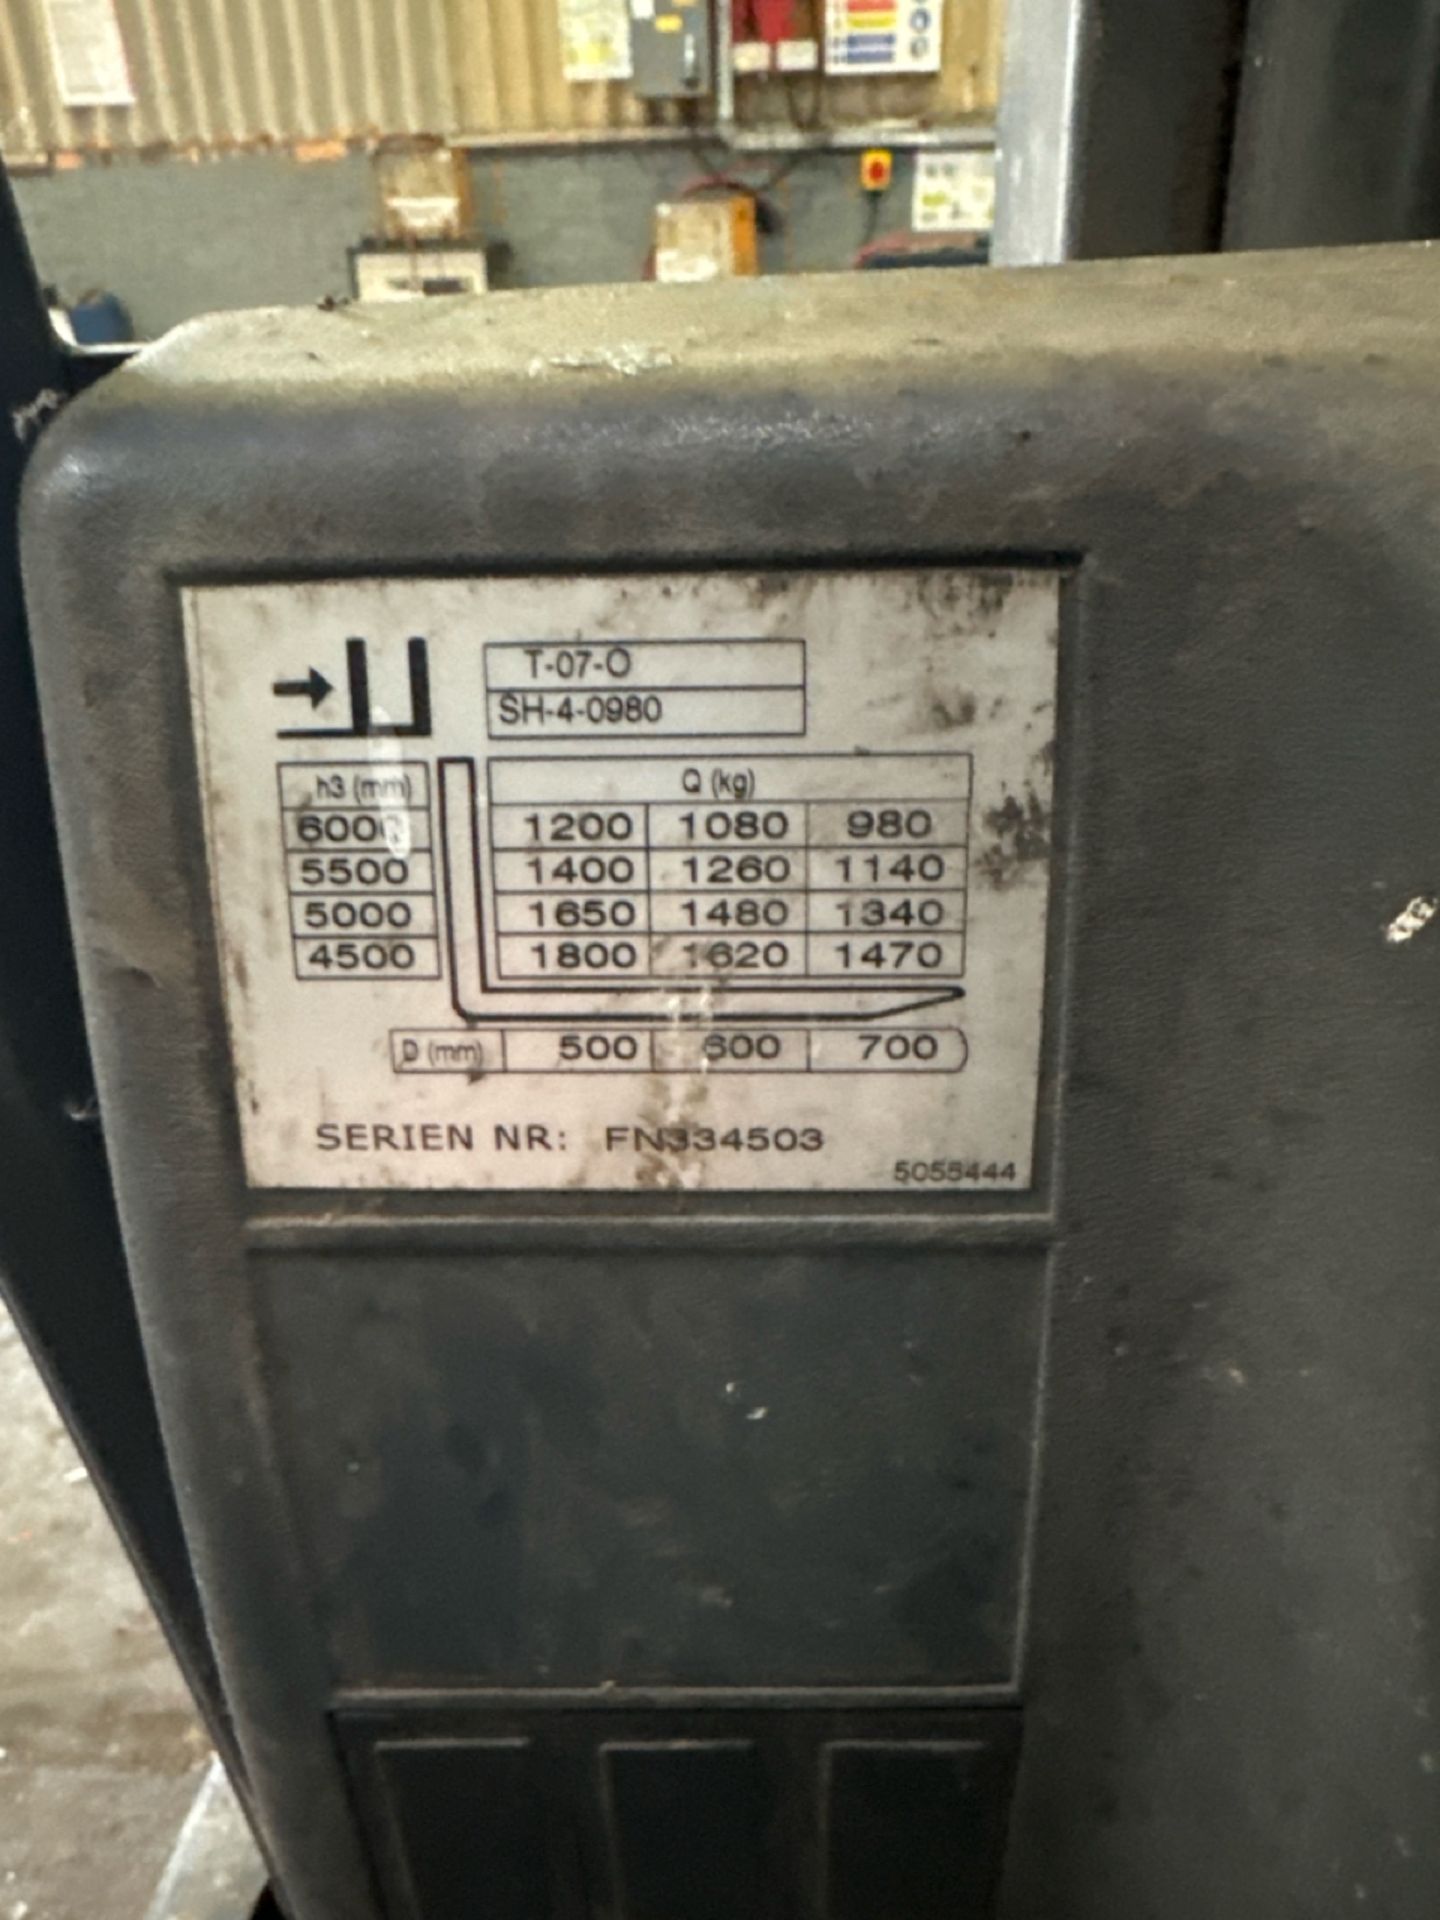 T-07-O
SH-4-0980
h3 (mm) Q (kg)
6000 1200 1080 980
5500 1400 1260 1140
5000 1650 1480 1340
4500 1800 1620 1470
D (mm) 500 600 700
SERIEN NR: FN334503
5055444